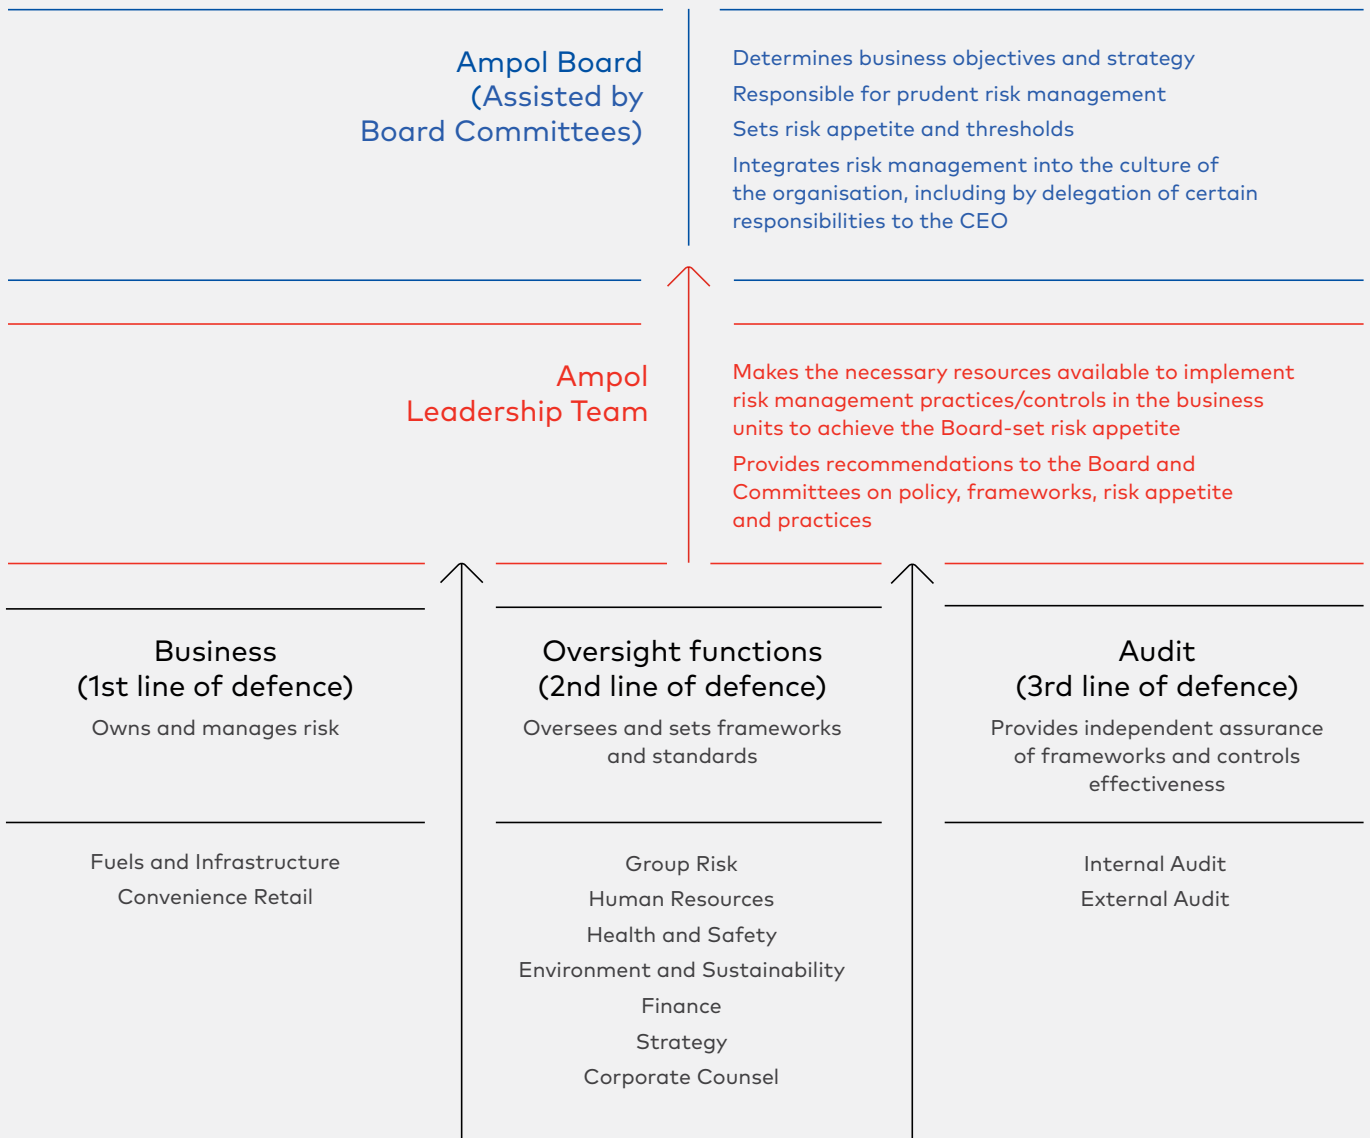 Ampol Board
(Assisted by
Board Committees)
Determines business objectives and strategy
Responsible for prudent risk management
Sets risk appetite and thresholds
Integrates risk management into the culture of
the organisation, including by delegation of certain
responsibilities to the CEO
Ampol
Leadership Team
Makes the necessary resources available to implement
risk management practices/controls in the business
units to achieve the Board-set risk appetite
Provides recommendations to the Board and
Committees on policy, frameworks, risk appetite
and practices
Business
(1st line of defence)
Owns and manages risk
Fuels and Infrastructure
Convenience Retail
Oversight functions
(2nd line of defence)
Oversees and sets frameworks
and standards
Group Risk
Human Resources
Health and Safety
Environment and Sustainability
Finance
Strategy
Corporate Counsel
Audit
(3rd line of defence)
Provides independent assurance
of frameworks and controls
effectiveness
Internal Audit
External Audit